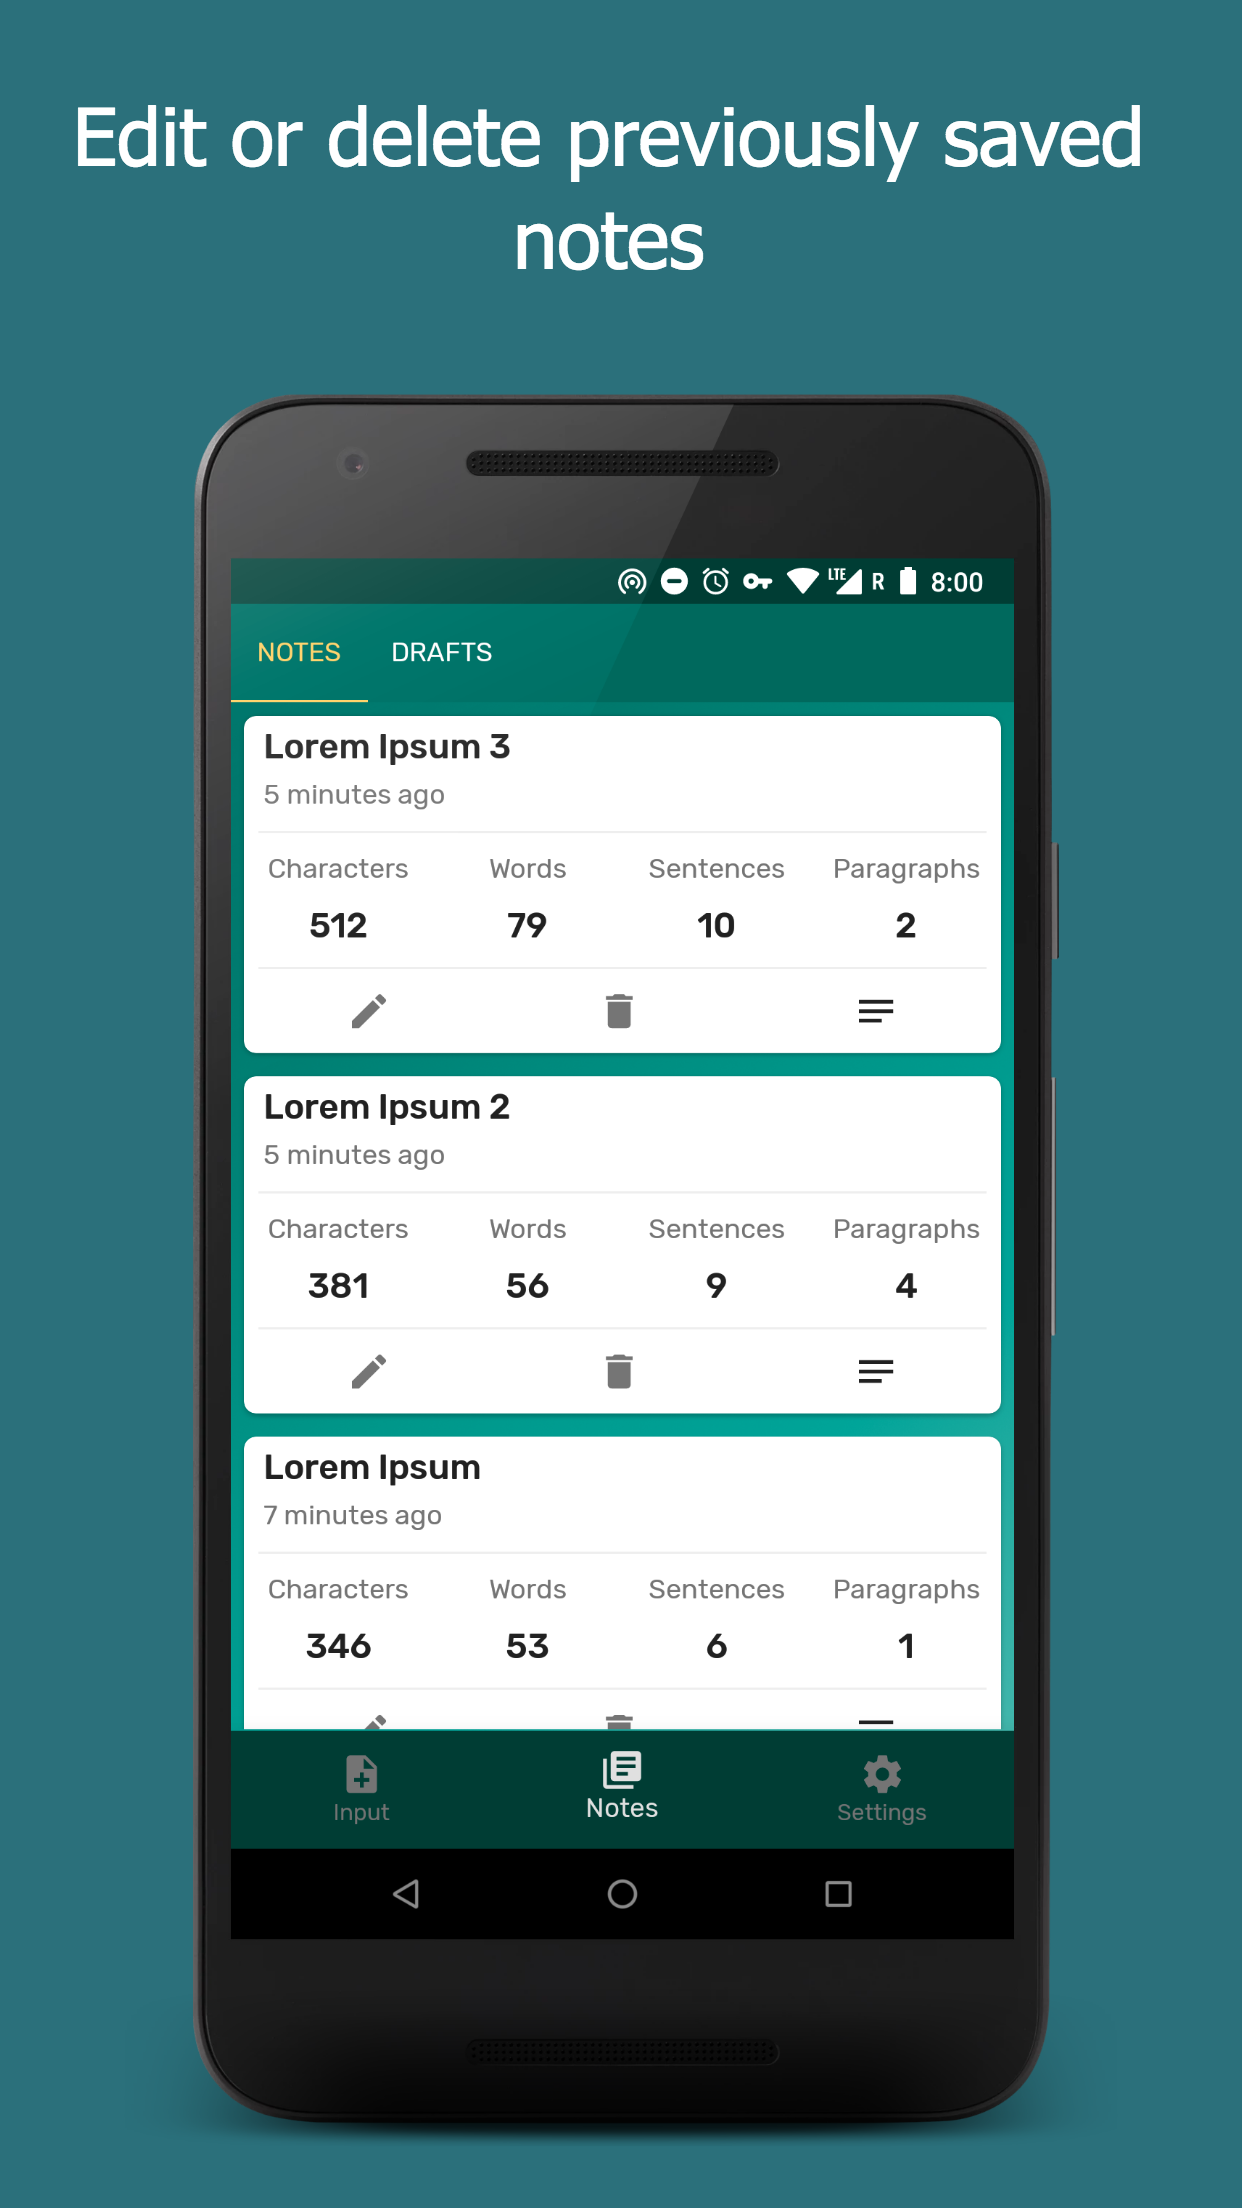 Edit or delete previously saved
notes
LTE R 8:00
NOTES DRAFTS
Lorem Ipsum 3
5 minutes ago
Characters Words Sentences Paragraphs
512 79 10 2
Lorem Ipsum 2
5 minutes ago
Characters Words Sentences Paragraphs
381 56 9 4
Lorem Ipsum
7 minutes ago
Characters Words Sentences Paragraphs
346 53 6 1
Input Notes Settings